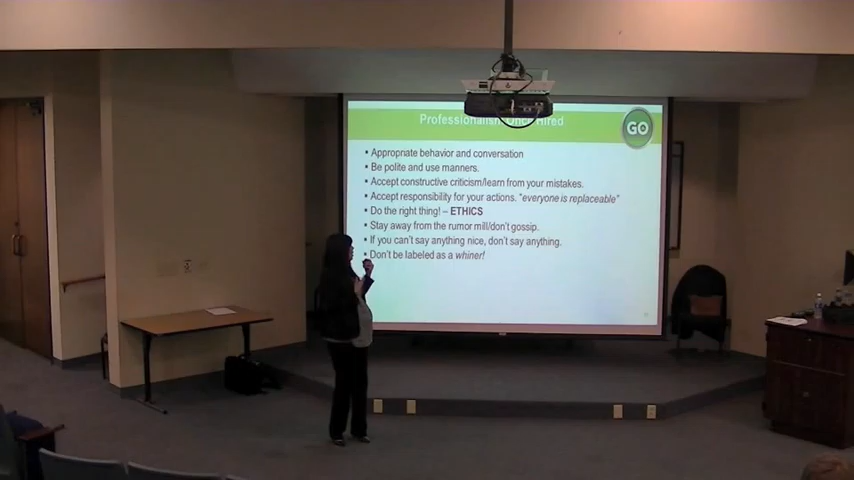 Professionalism Once Hired
GO
▪ Appropriate behavior and conversation
▪ Be polite and use manners.
▪ Accept constructive criticism/learn from your mistakes.
▪ Accept responsibility for your actions. "everyone is replaceable"
▪ Do the right thing! – ETHICS
▪ Stay away from the rumor mill/don't gossip.
▪ If you can't say anything nice, don't say anything.
▪ Don't be labeled as a whiner!